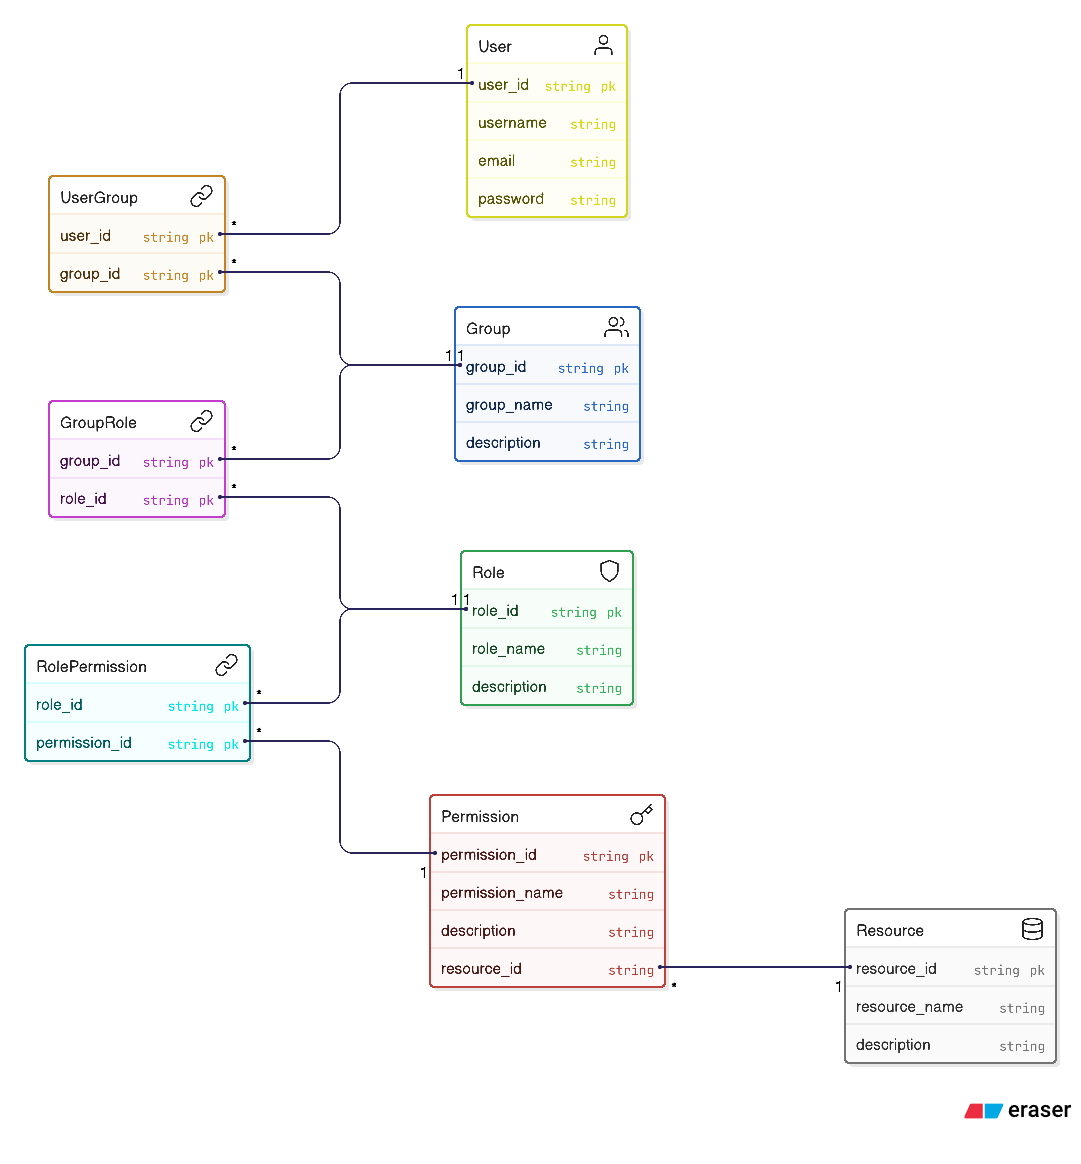 User
1
user_id string pk
username string
email string
password string
UserGroup
user_id string pk *
group_id string pk *
Group
1 1
group_id string pk
group_name string
description string
GroupRole
group_id string pk *
role_id string pk *
Role
1 1
role_id string pk
role_name string
description string
RolePermission
role_id string pk *
permission_id string pk *
Permission
permission_id string pk
1
permission_name string
description string
resource_id string
*
Resource
resource_id string pk
1
resource_name string
description string
eraser